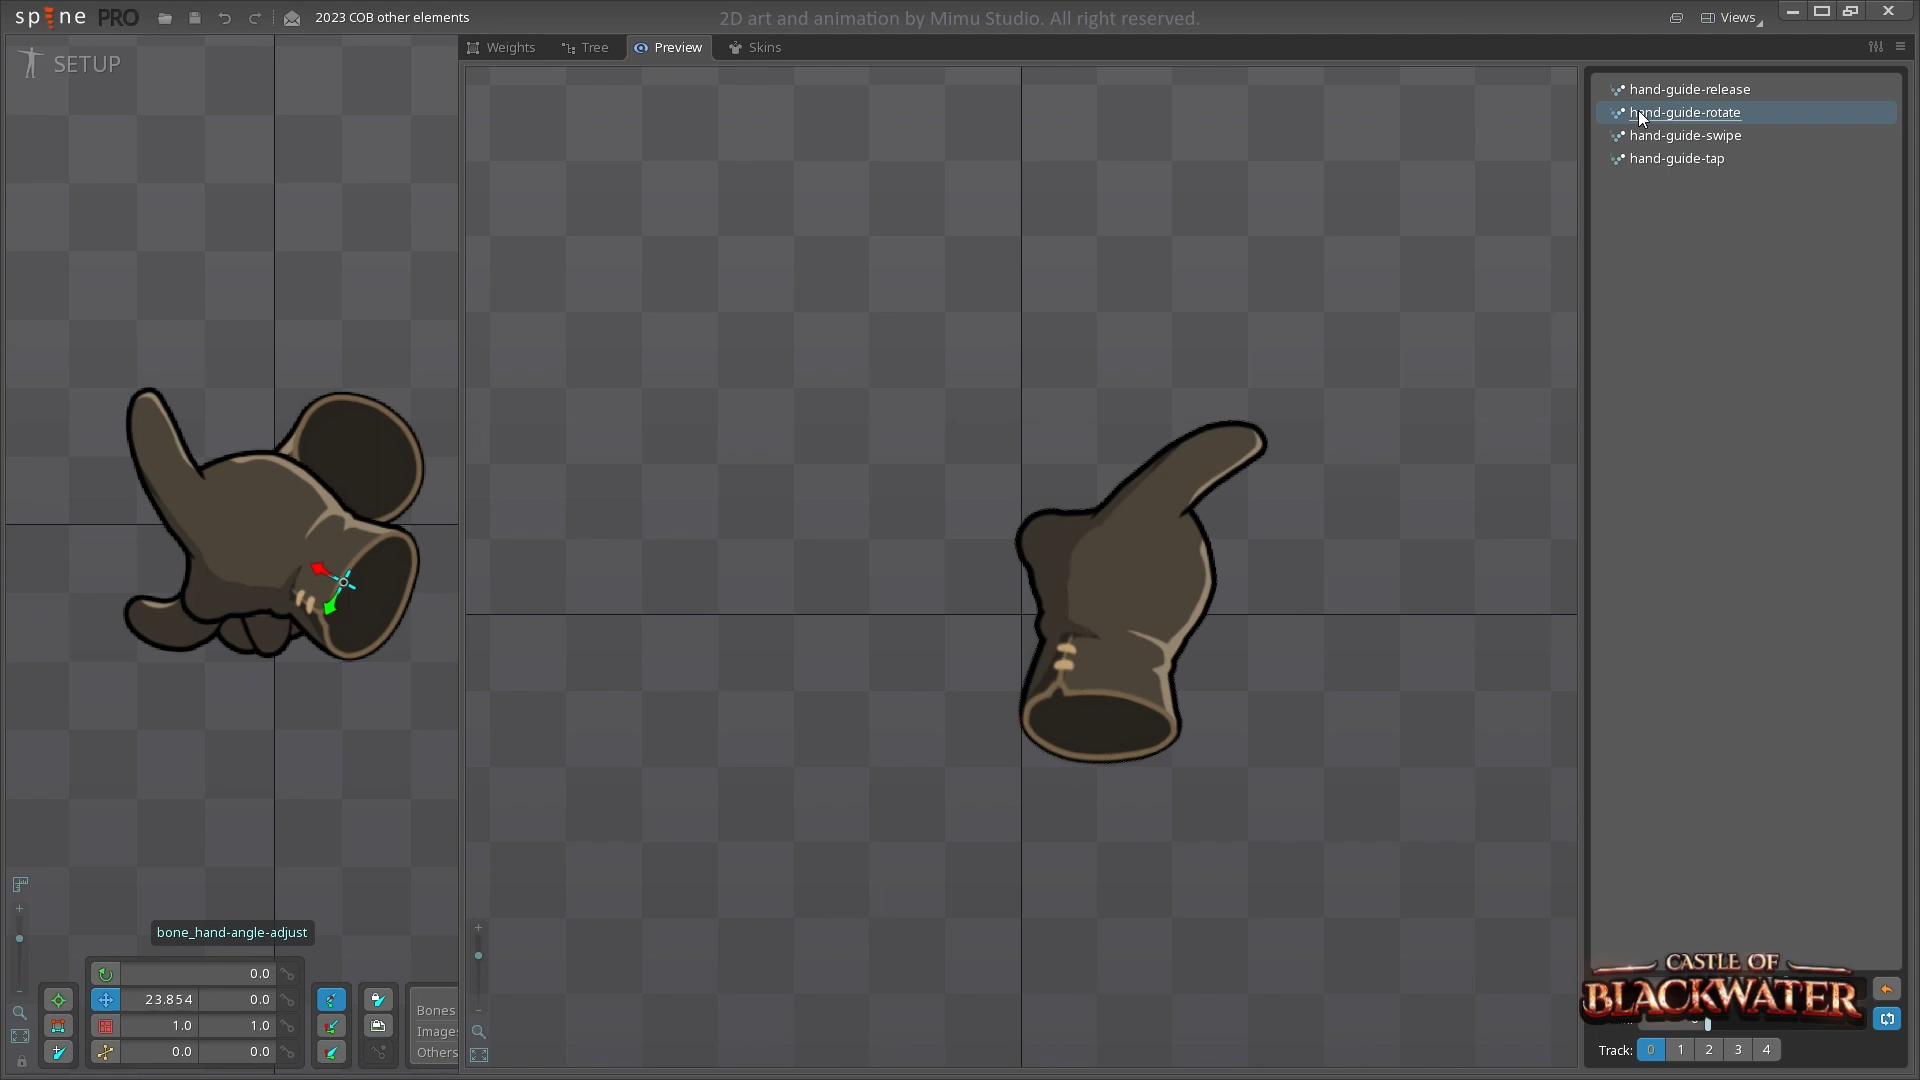 spine PRO
2023 COB other elements
2D art and animation by Mimu Studio. All right reserved.
Views
SETUP
Weights
Tree
Preview
Skins
hand-guide-release
hand-guide-rotate
hand-guide-swipe
hand-guide-tap
bone_hand-angle-adjust
0.0
23.854 0.0
1.0 1.0
0.0 0.0
Bones
Image
Others
CASTLE OF
BLACKWATER
Track: 0 1 2 3 4